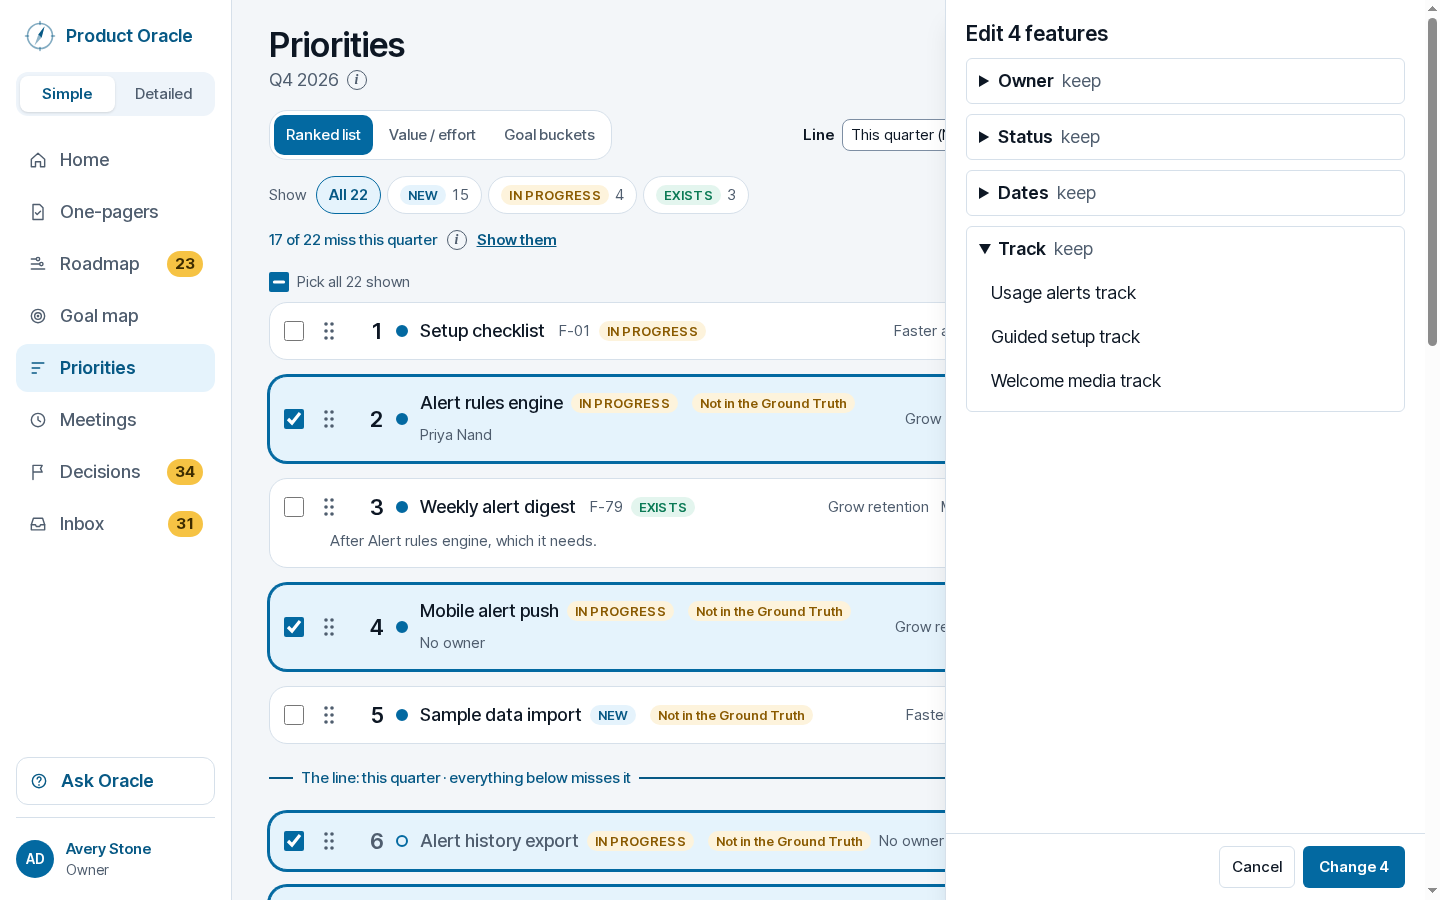 Product Oracle
Simple
Detailed
Home
One-pagers
Roadmap 23
Goal map
Priorities
Meetings
Decisions 34
Inbox 31
Ask Oracle
AD
Avery Stone
Owner
Priorities
Q4 2026 i
Ranked list
Value / effort
Goal buckets
Line
This quarter
Show
All 22
NEW 15
IN PROGRESS 4
EXISTS 3
17 of 22 miss this quarter i Show them
Pick all 22 shown
1 Setup checklist F-01 IN PROGRESS Faster
2 Alert rules engine IN PROGRESS Not in the Ground Truth Grow
Priya Nand
3 Weekly alert digest F-79 EXISTS Grow retention
After Alert rules engine, which it needs.
4 Mobile alert push IN PROGRESS Not in the Ground Truth Grow
No owner
5 Sample data import NEW Not in the Ground Truth
The line: this quarter · everything below misses it
6 Alert history export IN PROGRESS Not in the Ground Truth No owner
Edit 4 features
Owner keep
Status keep
Dates keep
Track keep
Usage alerts track
Guided setup track
Welcome media track
Cancel
Change 4